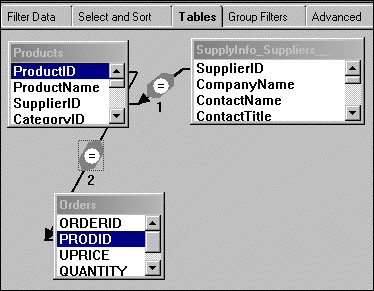 Filter Data Select and Sort Tables Group Filters Advanced
Products
ProductID
ProductName
SupplierID
CategoryID
SupplyInfo_Suppliers__
SupplierID
CompanyName
ContactName
ContactTitle
=
1
=
2
Orders
ORDERID
PRODID
UPRICE
QUANTITY